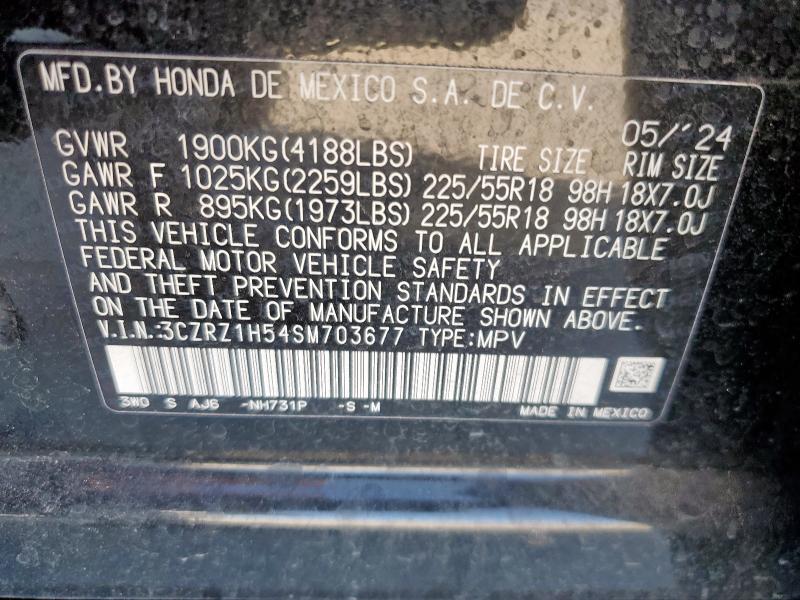 MFD.BY HONDA DE MEXICO S.A. DE C.V.
05/'24
GVWR 1900KG(4188LBS) TIRE SIZE RIM SIZE
GAWR F 1025KG(2259LBS) 225/55R18 98H 18X7.0J
GAWR R 895KG(1973LBS) 225/55R18 98H 18X7.0J
THIS VEHICLE CONFORMS TO ALL APPLICABLE
FEDERAL MOTOR VEHICLE SAFETY
AND THEFT PREVENTION STANDARDS IN EFFECT
ON THE DATE OF MANUFACTURE SHOWN ABOVE.
V.I.N.:3CZRZ1H54SM703677 TYPE:MPV
3WD S AJ6 -NH731P -S -M MADE IN MEXICO